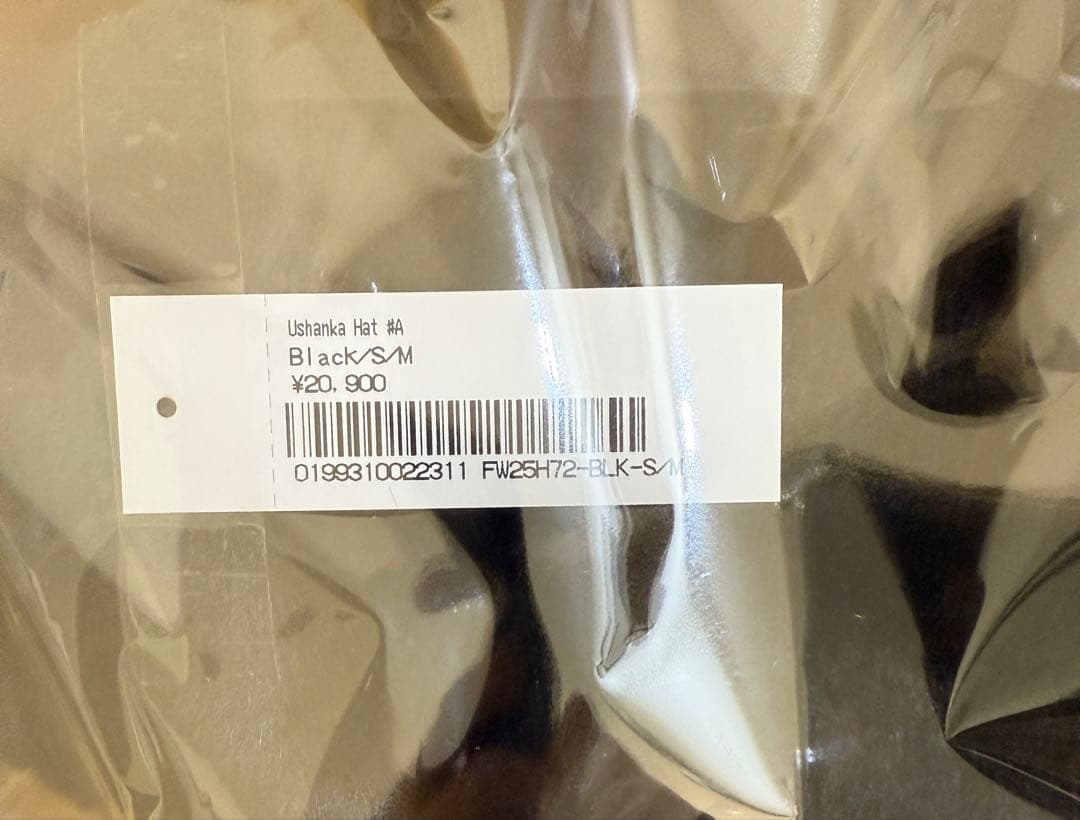 Ushanka Hat #A
Black/S/M
¥20,900
0199310022311 FW25H72-BLK-S/M